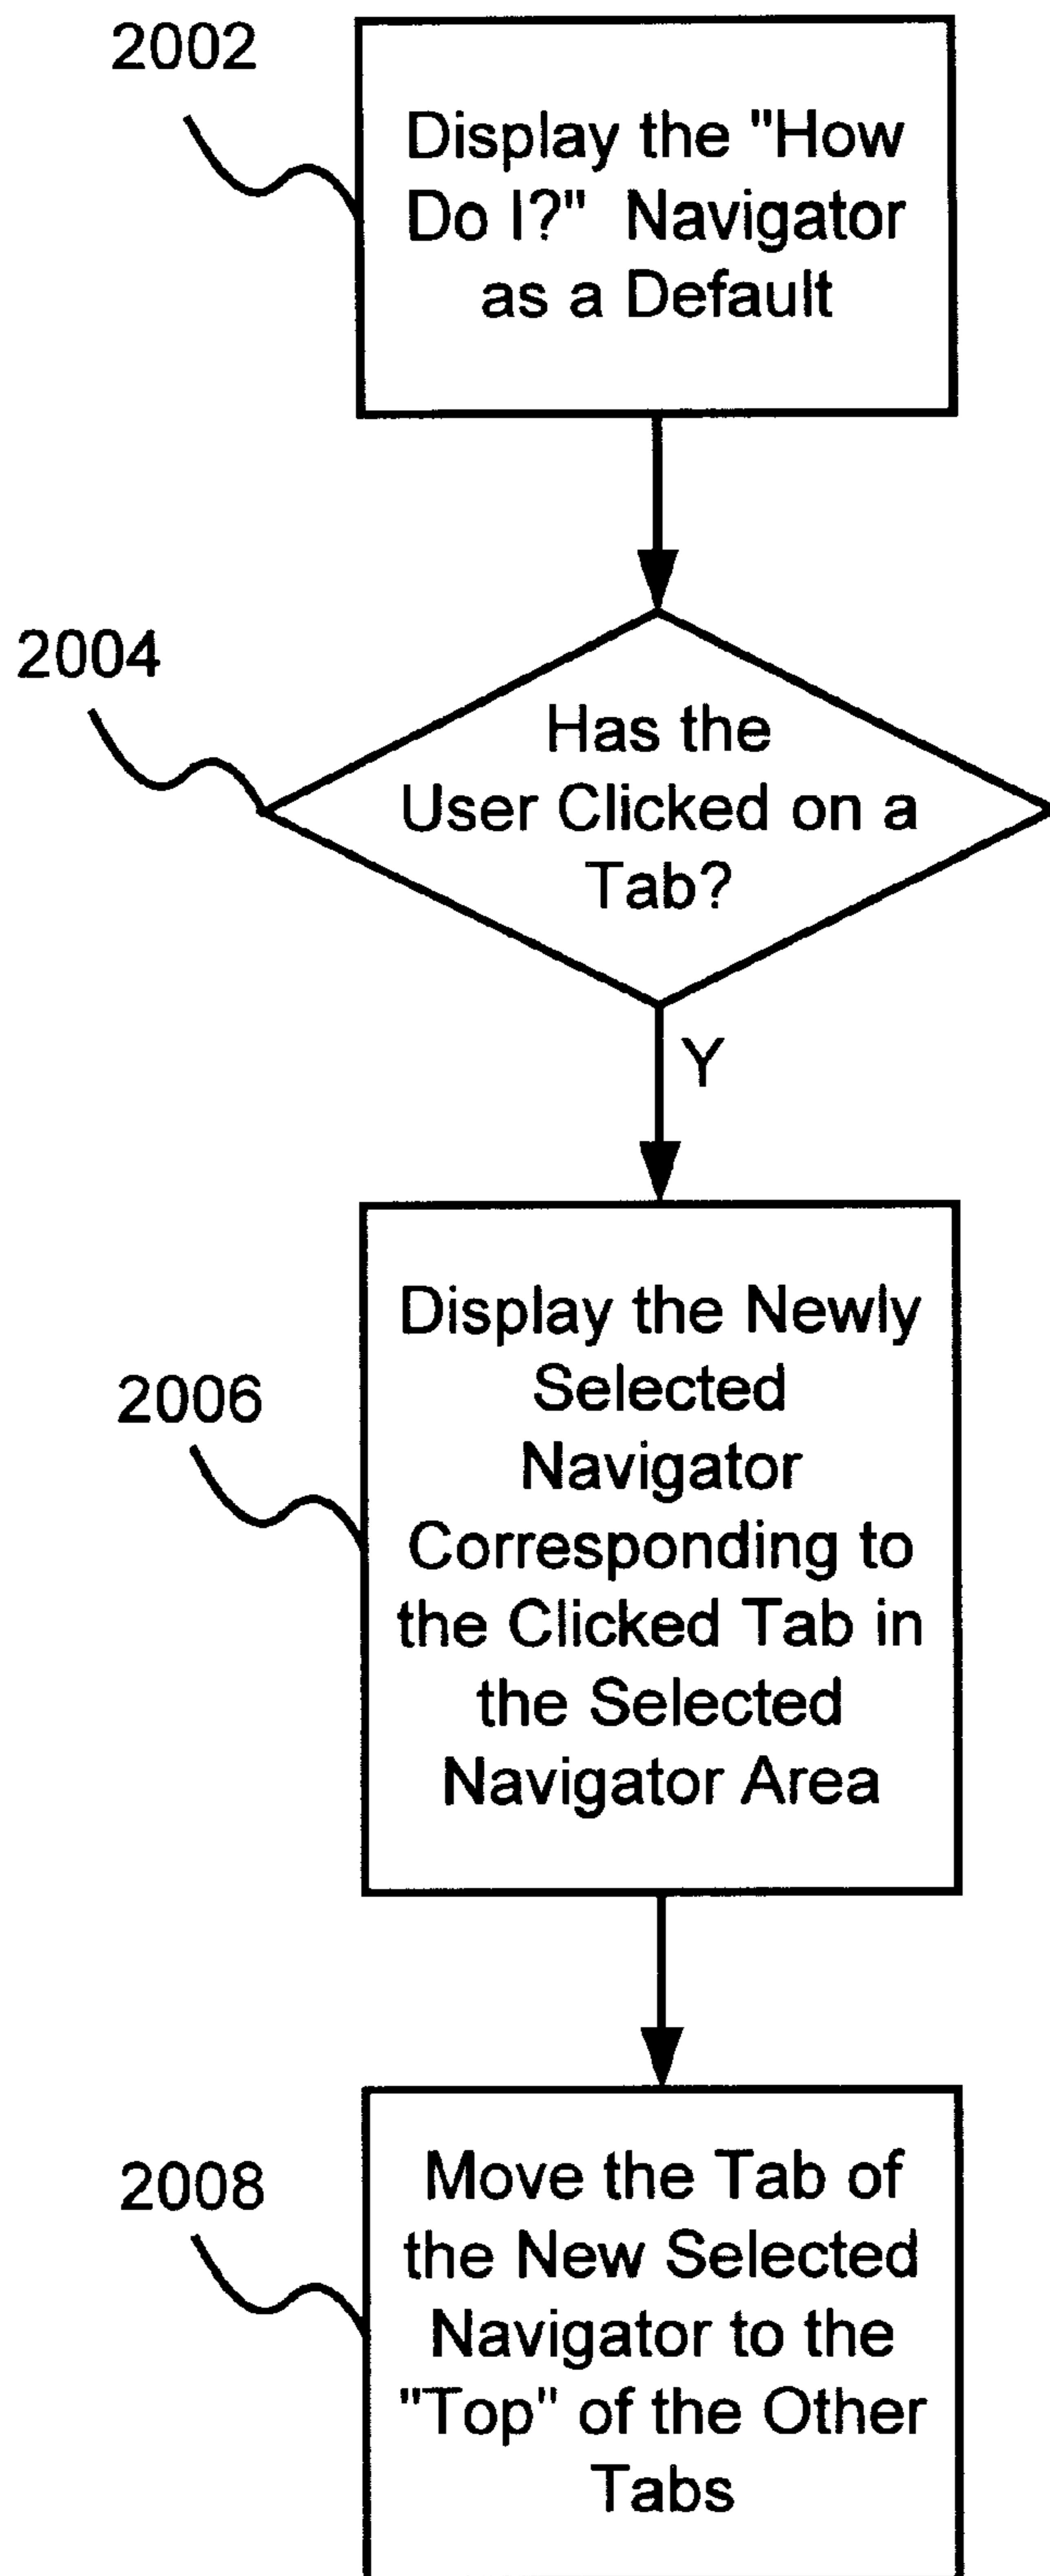 2002
Display the "How
Do I?" Navigator
as a Default
2004
Has the
User Clicked on a
Tab?
Y
2006
Display the Newly
Selected
Navigator
Corresponding to
the Clicked Tab in
the Selected
Navigator Area
2008
Move the Tab of
the New Selected
Navigator to the
"Top" of the Other
Tabs